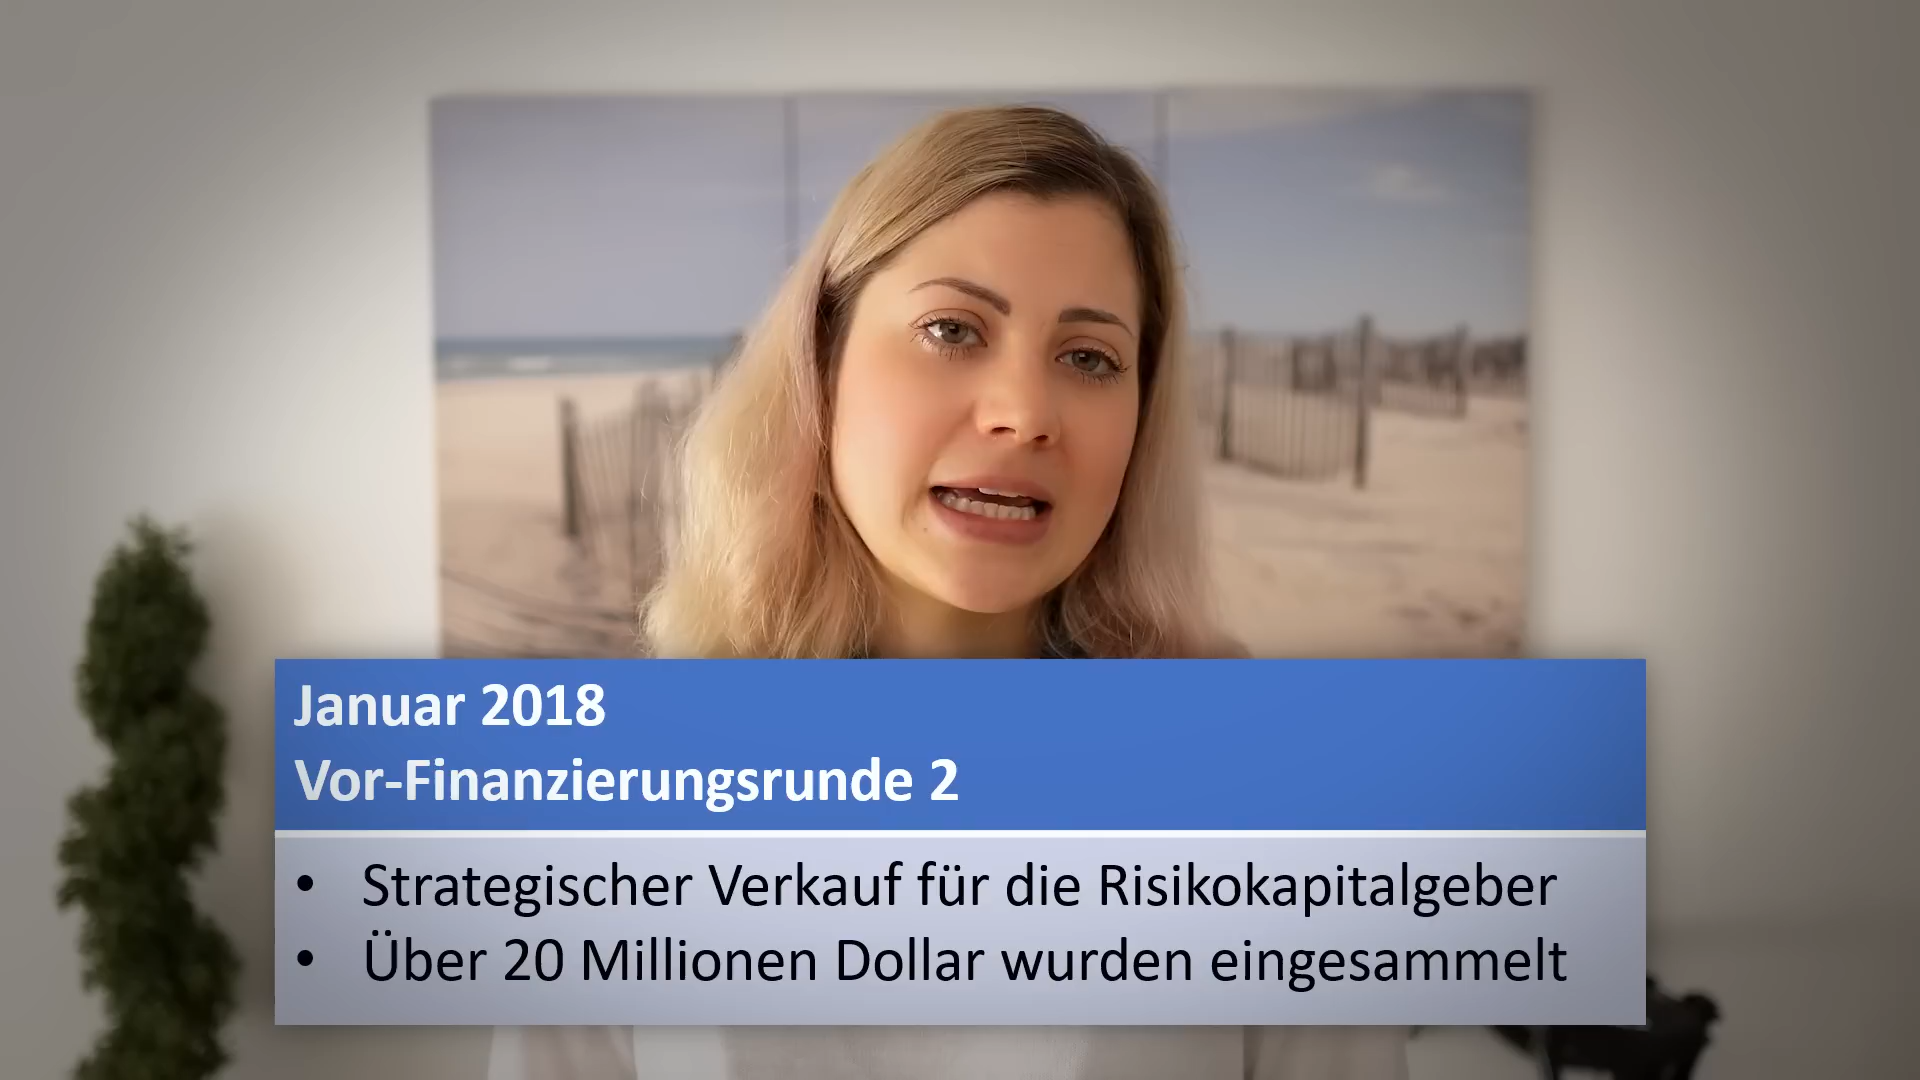 Januar 2018
Vor-Finanzierungsrunde 2
• Strategischer Verkauf für die Risikokapitalgeber
• Über 20 Millionen Dollar wurden eingesammelt